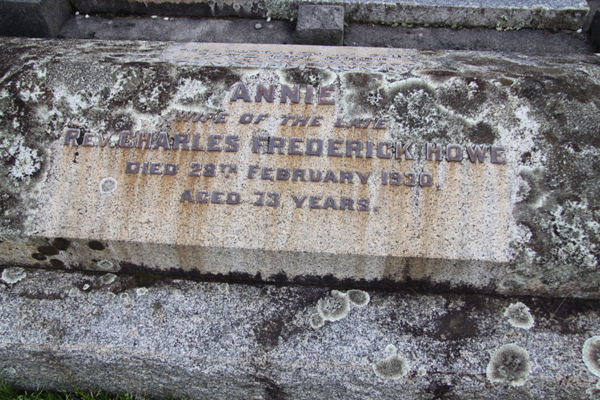 ANNIE
WIFE OF THE LATE
REV. CHARLES FREDERICK HOWE
DIED 28TH FEBRUARY 1930.
AGED 73 YEARS.